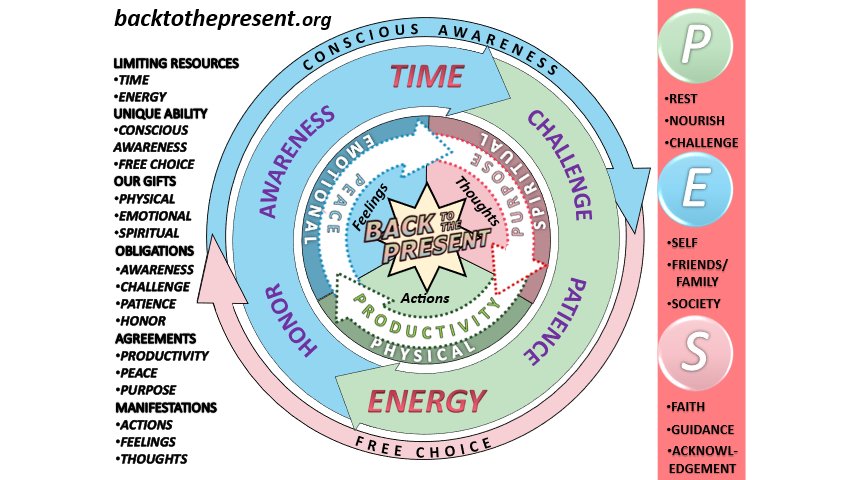 backtothepresent.org
LIMITING RESOURCES
•TIME
•ENERGY
UNIQUE ABILITY
•CONSCIOUS
AWARENESS
•FREE CHOICE
OUR GIFTS
•PHYSICAL
•EMOTIONAL
•SPIRITUAL
OBLIGATIONS
•AWARENESS
•CHALLENGE
•PATIENCE
•HONOR
AGREEMENTS
•PRODUCTIVITY
•PEACE
•PURPOSE
MANIFESTATIONS
•ACTIONS
•FEELINGS
•THOUGHTS
CONSCIOUS AWARENESS
TIME
AWARENESS
CHALLENGE
EMOTIONAL
SPIRITUAL
PEACE
PURPOSE
Feelings
Thoughts
BACK TO THE
PRESENT
Actions
PRODUCTIVITY
PHYSICAL
HONOR
PATIENCE
ENERGY
FREE CHOICE
P
•REST
•NOURISH
•CHALLENGE
E
•SELF
•FRIENDS/
FAMILY
•SOCIETY
S
•FAITH
•GUIDANCE
•ACKNOWL-
EDGEMENT